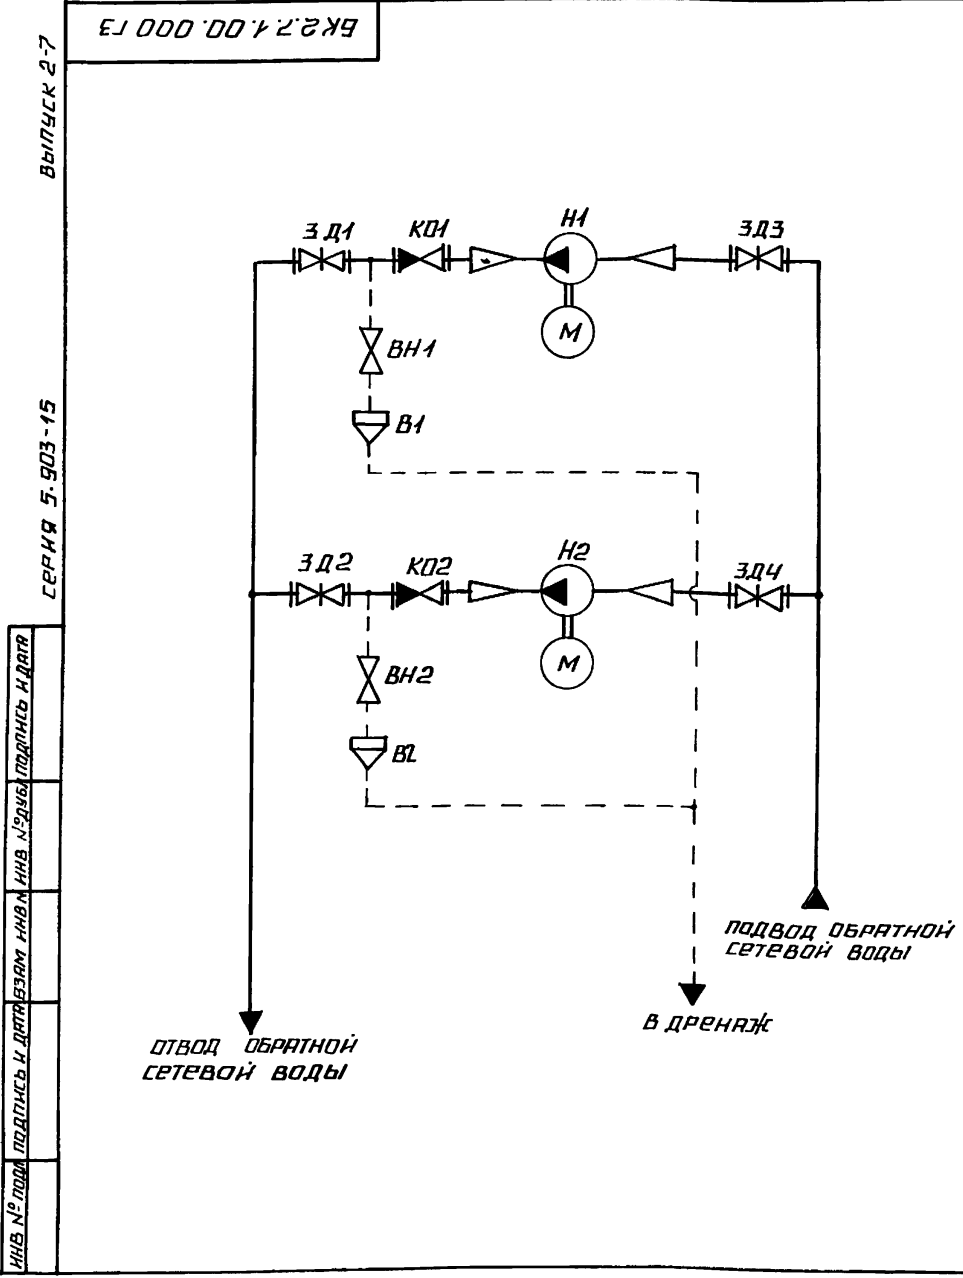 БК2.7.1.00.000 Г3
ВЫПУСК 2-7
СЕРИЯ 5.903-15
ЗД1
КО1
Н1
ЗД3
М
ВН1
В1
ЗД2
КО2
Н2
ЗД4
М
ВН2
В2
ПОДВОД ОБРАТНОЙ
СЕТЕВОЙ ВОДЫ
В ДРЕНАЖ
ОТВОД ОБРАТНОЙ
СЕТЕВОЙ ВОДЫ
ИНВ № ПОДЛ
ПОДПИСЬ И ДАТА
ВЗАМ ИНВ №
ИНВ № ДУБЛ
ПОДПИСЬ И ДАТА